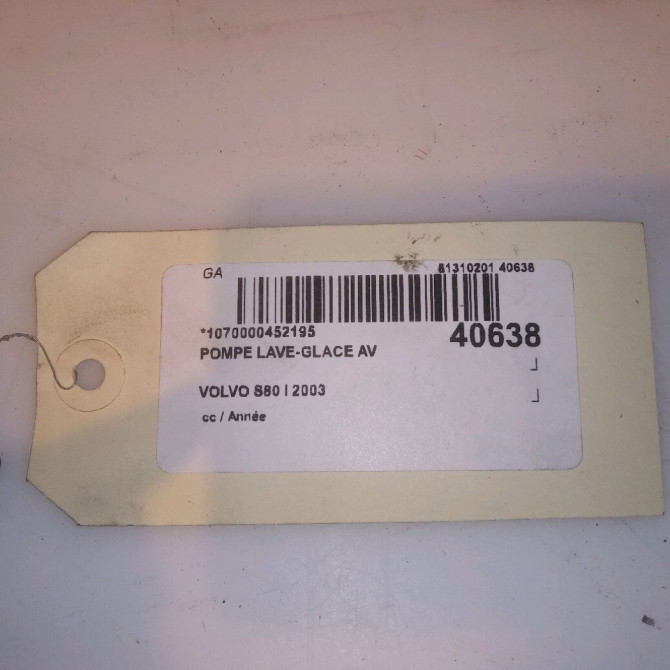 GA 81310201 40638
*1070000452195 40638
POMPE LAVE-GLACE AV
VOLVO S80 I 2003
cc / Année